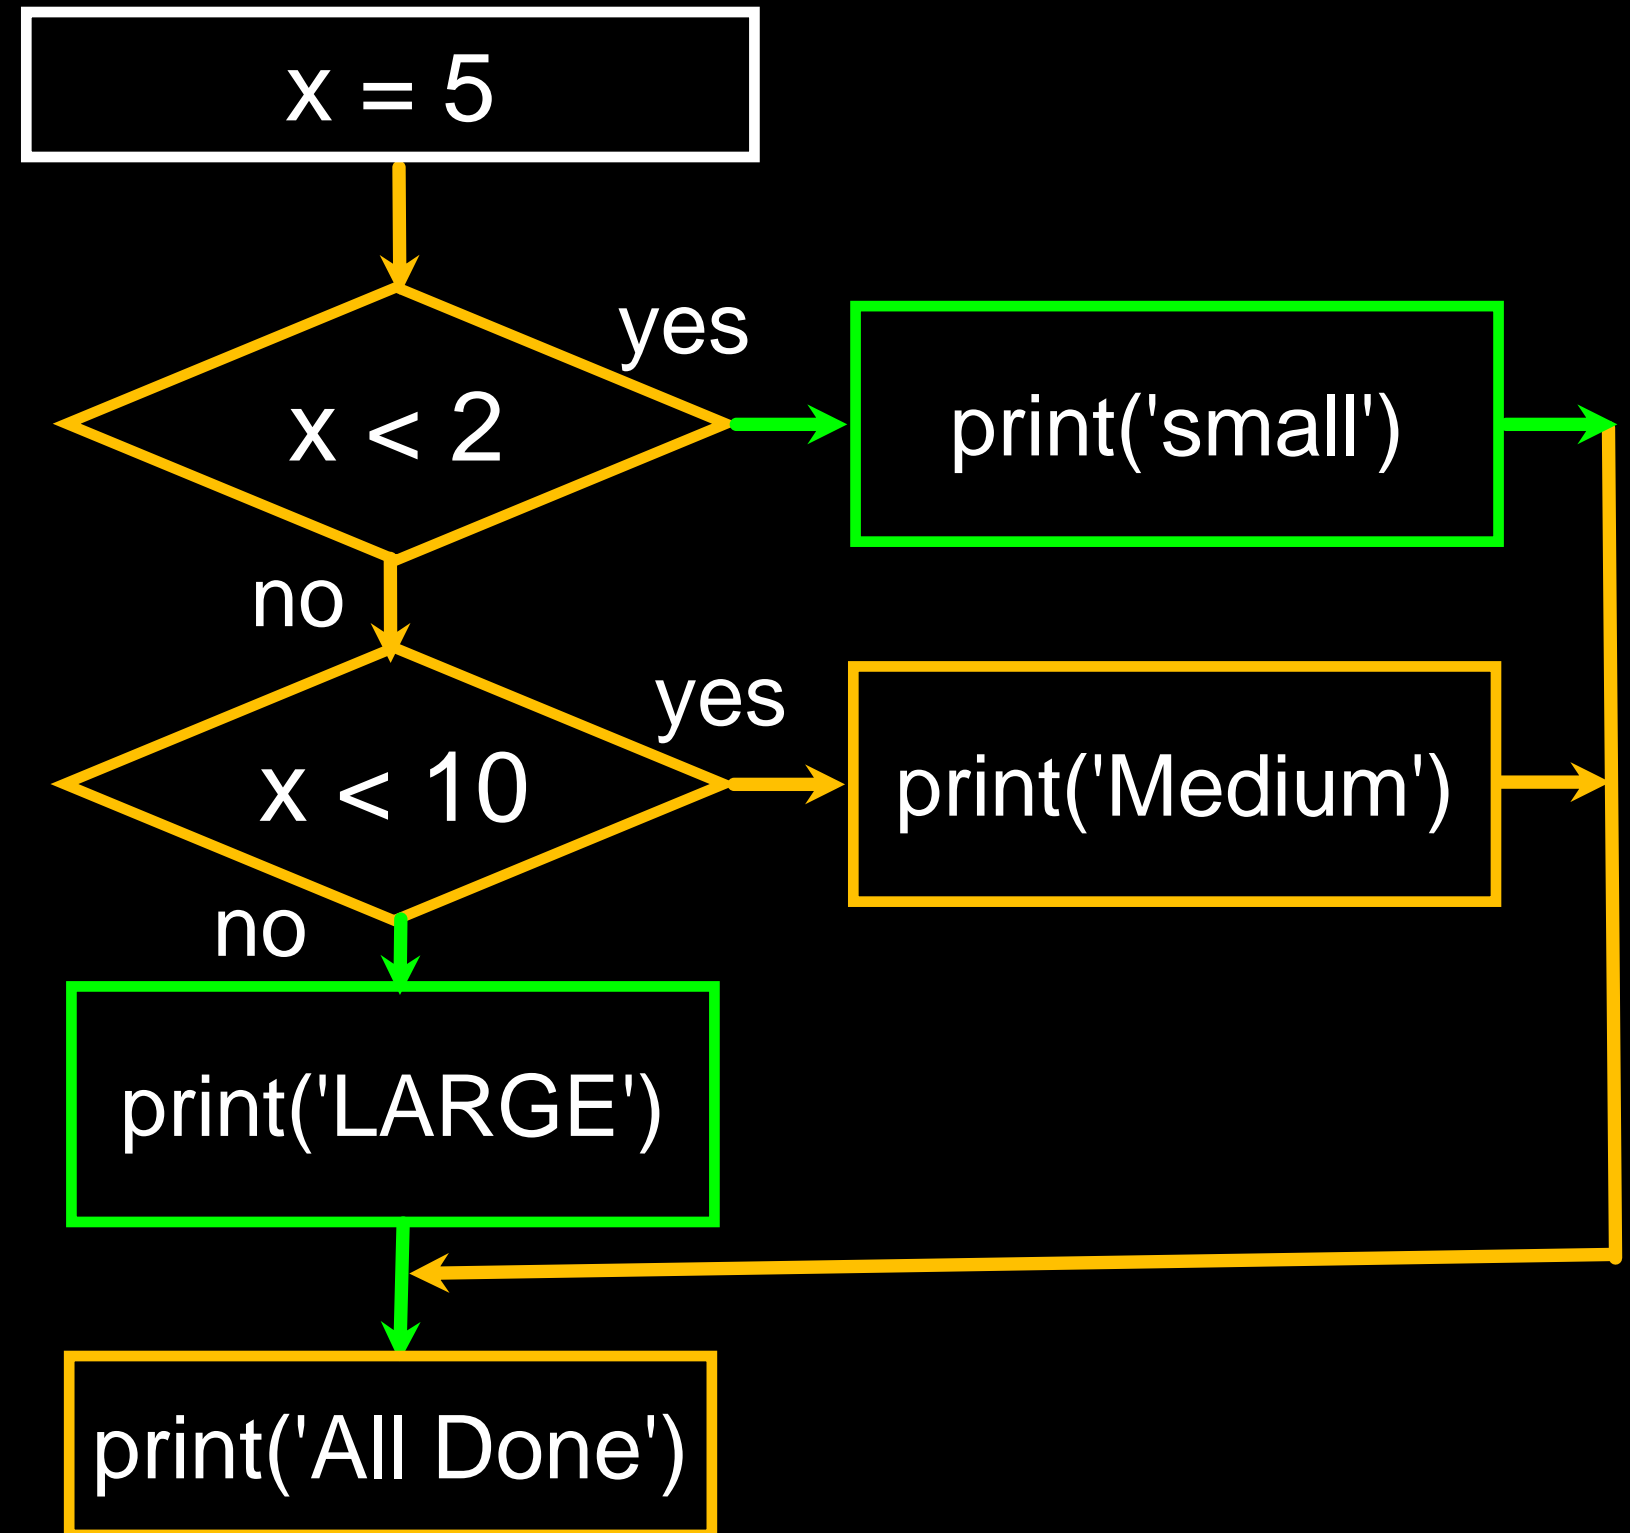 x = 5
yes
x < 2
print('small')
no
yes
x < 10
print('Medium')
no
print('LARGE')
print('All Done')